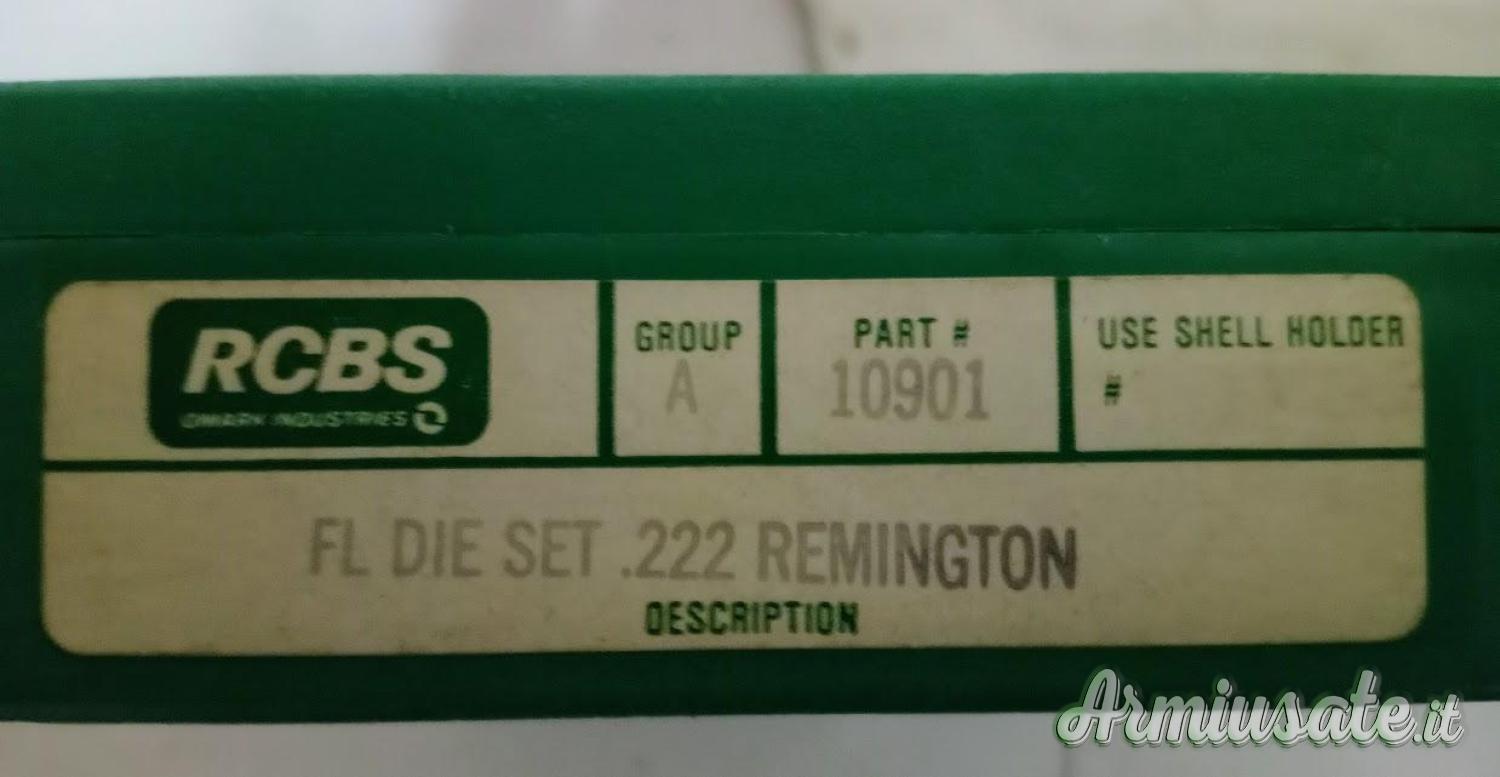 RCBS
OMARK INDUSTRIES
GROUP
A
PART #
10901
USE SHELL HOLDER
#
FL DIE SET .222 REMINGTON
DESCRIPTION
Armiusate.it